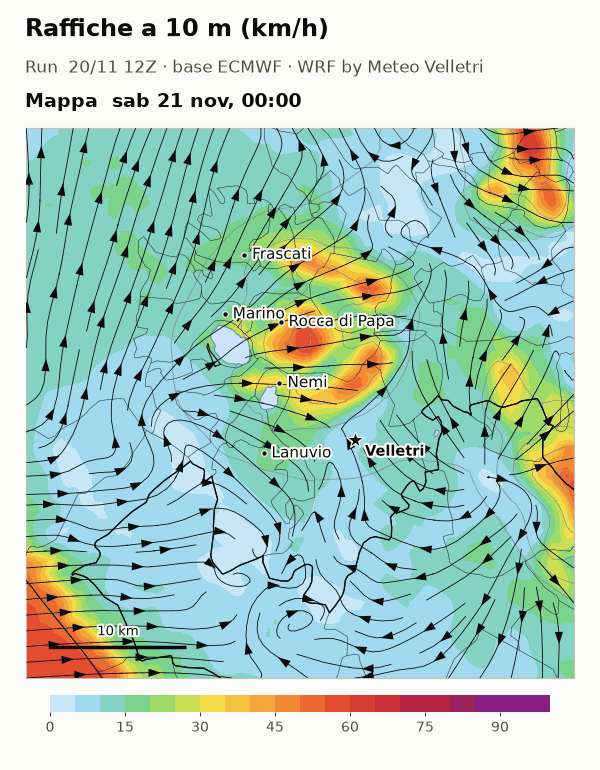 Raffiche a 10 m (km/h)
Run  20/11 12Z · base ECMWF · WRF by Meteo Velletri
Mappa  sab 21 nov, 00:00
Frascati
Marino
Rocca di Papa
Nemi
Velletri
Lanuvio
10 km
0 15 30 45 60 75 90